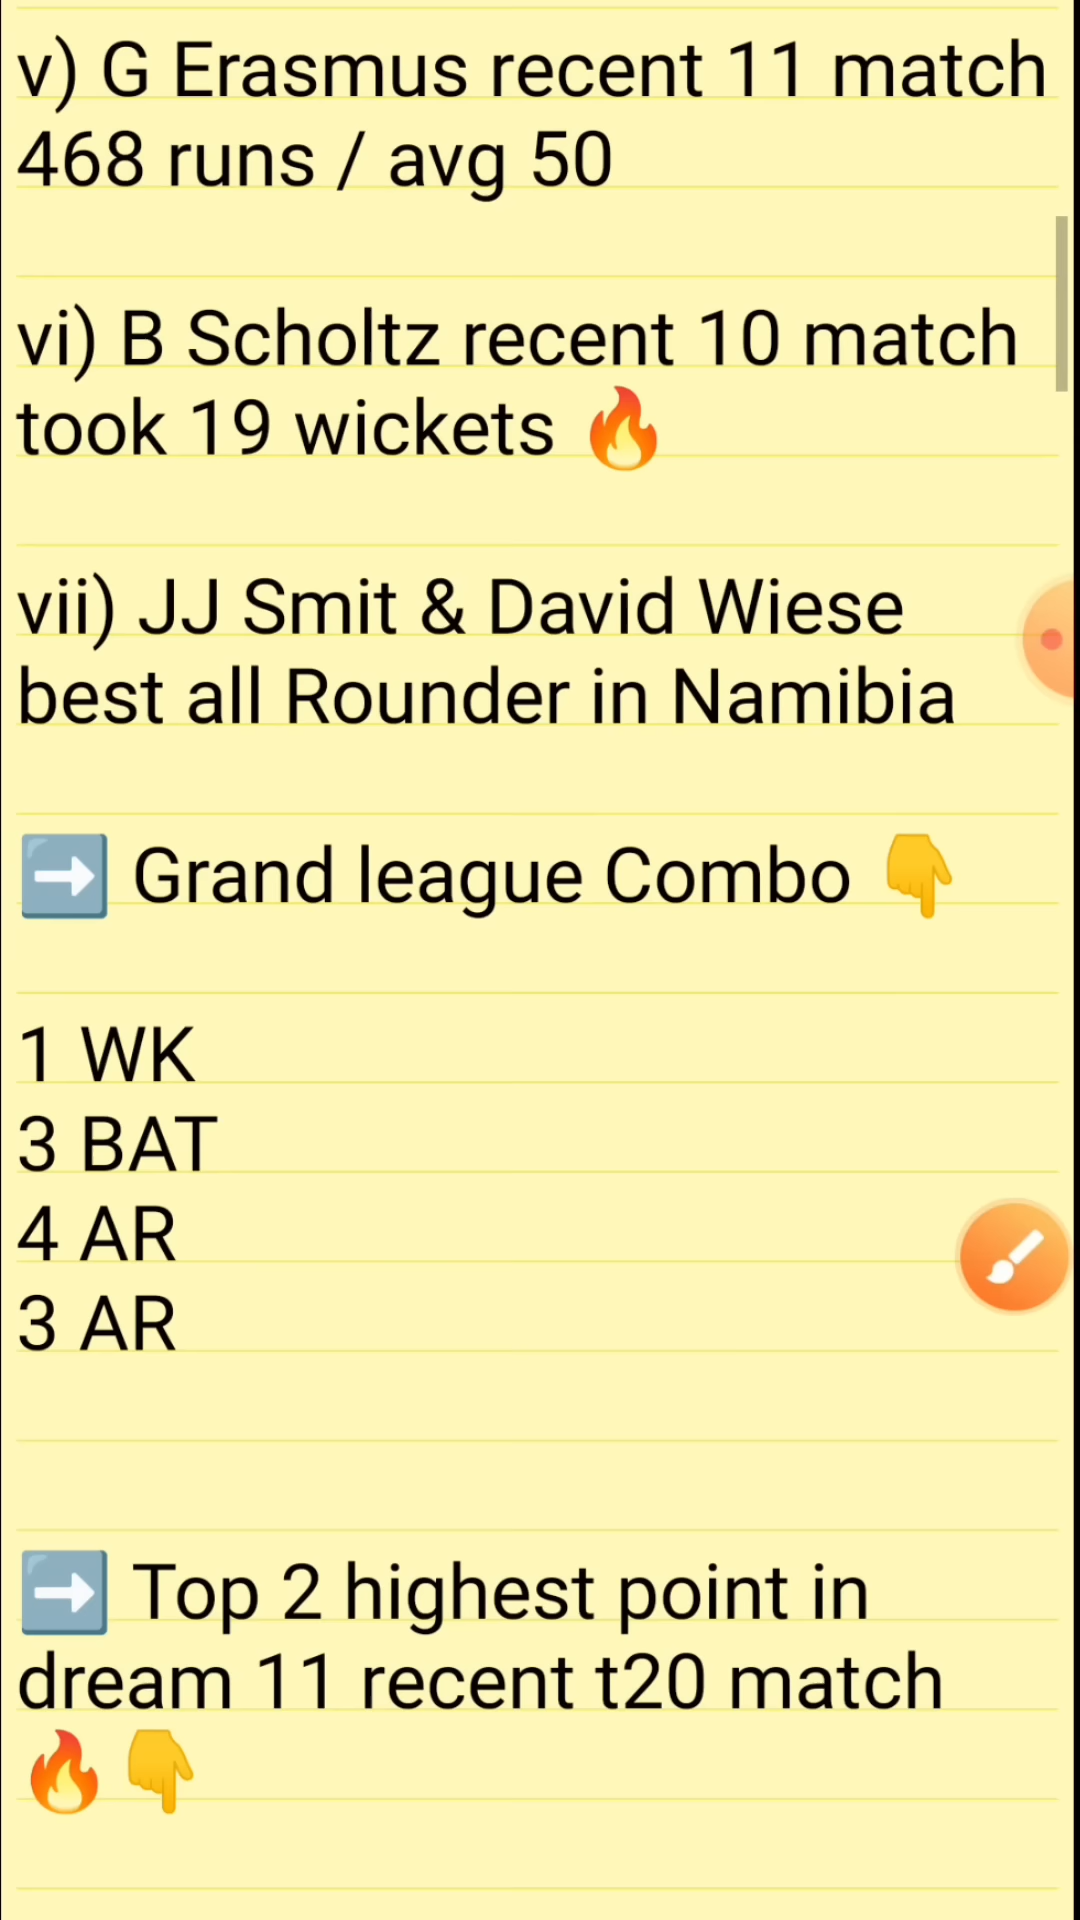 v) G Erasmus recent 11 match
468 runs / avg 50
vi) B Scholtz recent 10 match
took 19 wickets 🔥
vii) JJ Smit & David Wiese
best all Rounder in Namibia
➡️ Grand league Combo 👇
1 WK
3 BAT
4 AR
3 AR
➡️ Top 2 highest point in
dream 11 recent t20 match
🔥👇